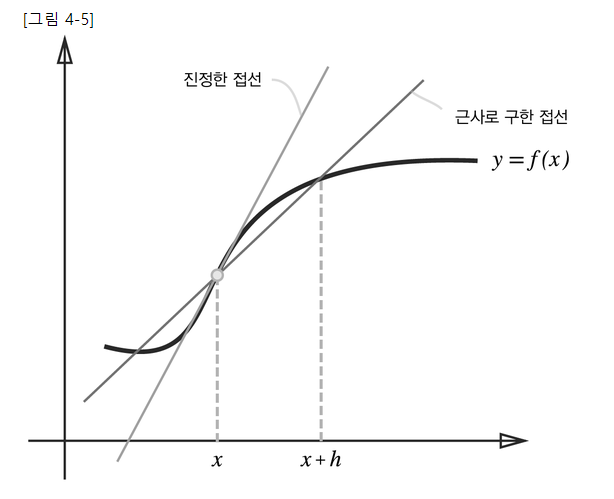 [그림 4-5]
진정한 접선
근사로 구한 접선
y = f(x)
x
x + h